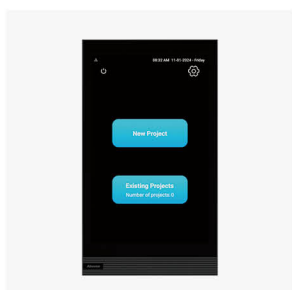 08:32 AM 11-01-2024 - Friday
New Project
Existing Projects
Number of projects 0